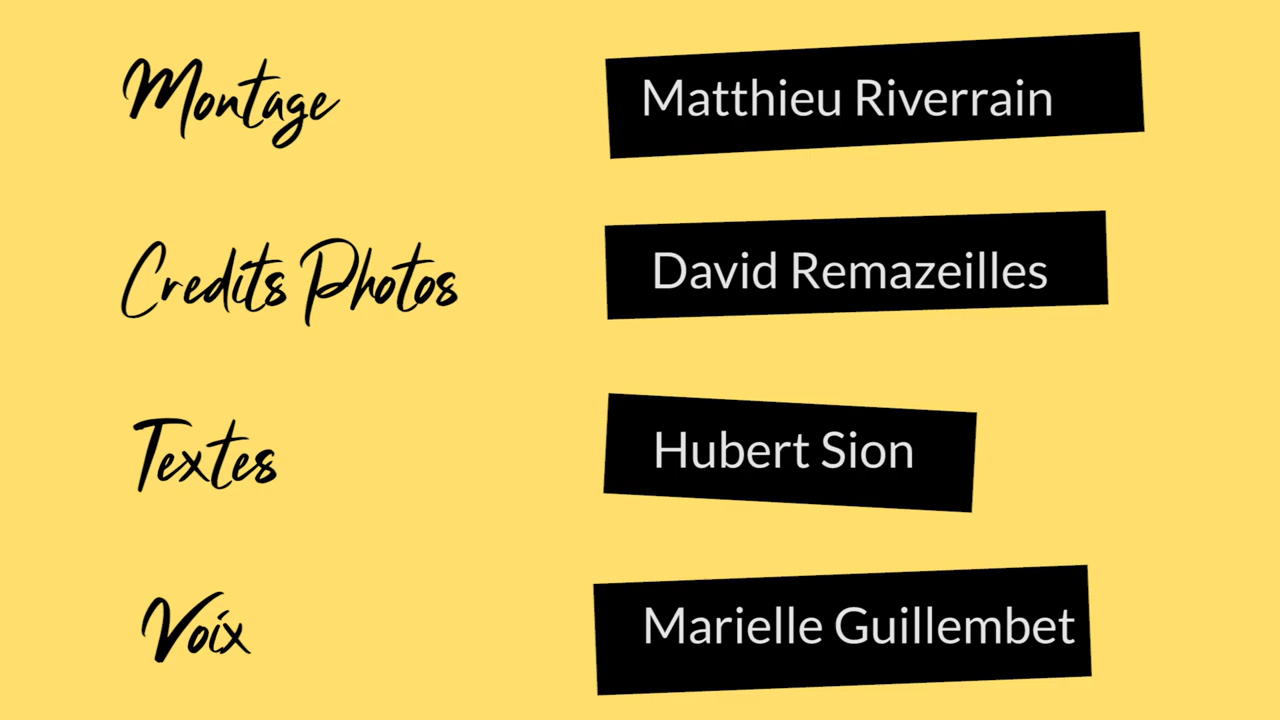 Montage Matthieu Riverrain
Credits Photos David Remazeilles
Textes Hubert Sion
Voix Marielle Guillembet